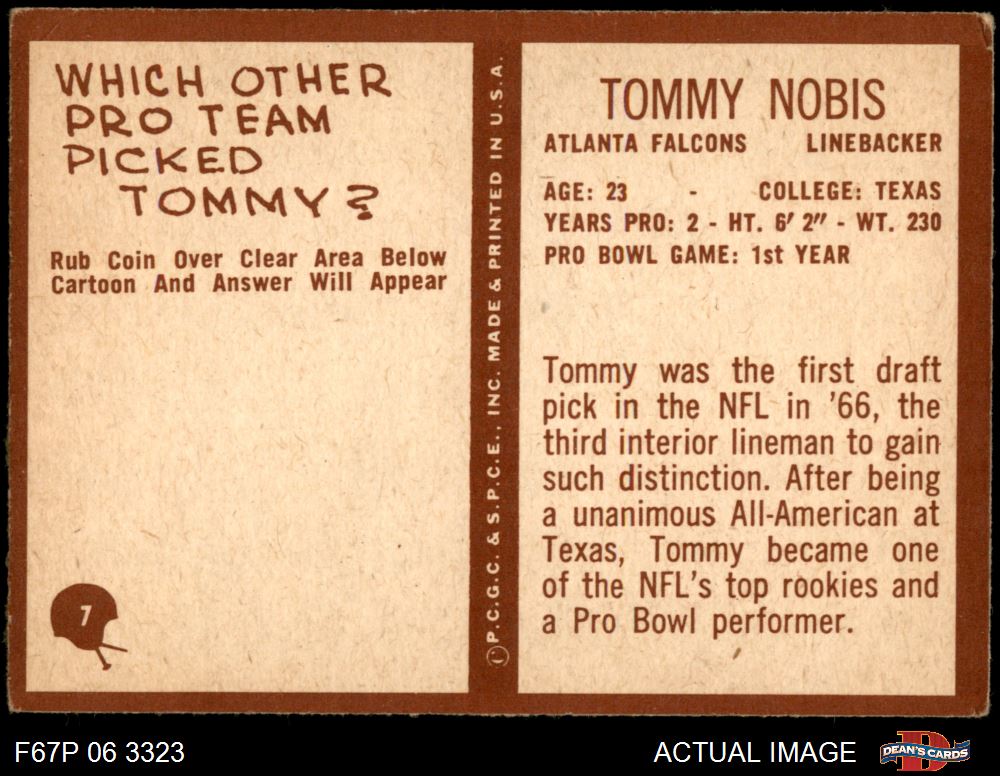 WHICH OTHER
PRO TEAM
PICKED
TOMMY?
Rub Coin Over Clear Area Below
Cartoon And Answer Will Appear
7
P.C.G.C. & S.P.C.E., INC. MADE & PRINTED IN U.S.A.
TOMMY NOBIS
ATLANTA FALCONS LINEBACKER
AGE: 23 - COLLEGE: TEXAS
YEARS PRO: 2 - HT. 6' 2" - WT. 230
PRO BOWL GAME: 1st YEAR
Tommy was the first draft
pick in the NFL in '66, the
third interior lineman to gain
such distinction. After being
a unanimous All-American at
Texas, Tommy became one
of the NFL's top rookies and
a Pro Bowl performer.
F67P 06 3323
ACTUAL IMAGE
DEAN'S CARDS